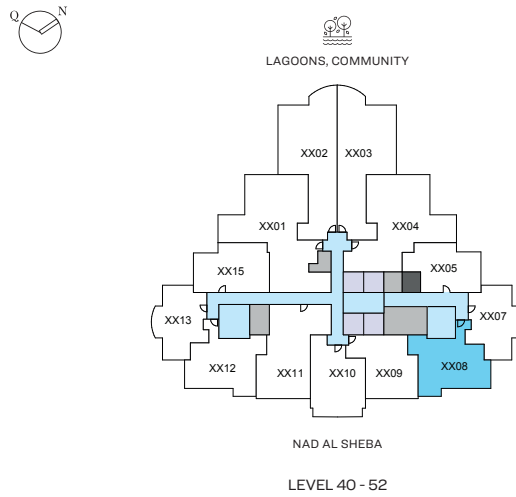 Q N
LAGOONS, COMMUNITY
XX02 XX03
XX01 XX04
XX15 XX05
XX13 XX07
XX12 XX11 XX10 XX09 XX08
NAD AL SHEBA
LEVEL 40 - 52